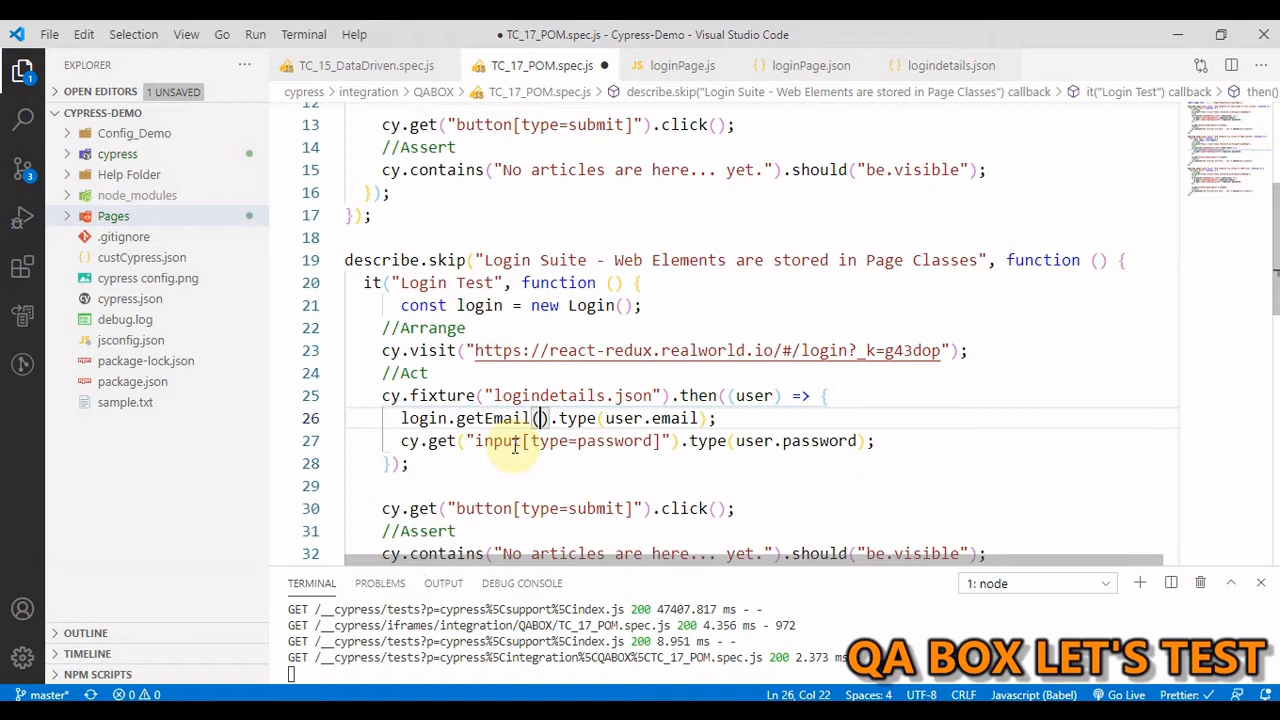 File Edit Selection View Go Run Terminal Help
● TC_17_POM.spec.js - Cypress-Demo - Visual Studio Code
EXPLORER ···
TC_15_DataDriven.spec.js TC_17_POM.spec.js ● JS loginPage.js {} loginPage.json {} logindetails.json
OPEN EDITORS 1 UNSAVED
cypress > integration > QABOX > TC_17_POM.spec.js > describe.skip("Login Suite - Web Elements are stored in Page Classes") callback > it("Login Test") callback > then()
CYPRESS-DEMO
Config_Demo
cypress
Help Folder
node_modules
Pages
.gitignore
custCypress.json
cypress config.png
cypress.json
debug.log
jsconfig.json
package-lock.json
package.json
sample.txt
OUTLINE
TIMELINE
NPM SCRIPTS
1
3
12
13 cy.get("button[type=submit]").click();
14 //Assert
15 cy.contains("No articles are here... yet.").should("be.visible");
16 });
17 });
18
19 describe.skip("Login Suite - Web Elements are stored in Page Classes", function () {
20 it("Login Test", function () {
21 const login = new Login();
22 //Arrange
23 cy.visit("https://react-redux.realworld.io/#/login?_k=g43dop");
24 //Act
25 cy.fixture("logindetails.json").then((user) => {
26 login.getEmail().type(user.email);
27 cy.get("input[type=password]").type(user.password);
28 });
29
30 cy.get("button[type=submit]").click();
31 //Assert
32 cy.contains("No articles are here... yet.").should("be.visible");
TERMINAL PROBLEMS OUTPUT DEBUG CONSOLE 1: node
GET /__cypress/tests?p=cypress%5Csupport%5Cindex.js 200 47407.817 ms - -
GET /__cypress/iframes/integration/QABOX/TC_17_POM.spec.js 200 4.356 ms - 972
GET /__cypress/tests?p=cypress%5Csupport%5Cindex.js 200 8.951 ms - -
GET /__cypress/tests?p=cypress%5Cintegration%5CQABOX%5CTC_17_POM.spec.js 200 2.373 ms
QA BOX LET'S TEST
master* 0 0 Ln 26, Col 22 Spaces: 4 UTF-8 CRLF Javascript (Babel) Go Live Prettier: ✓